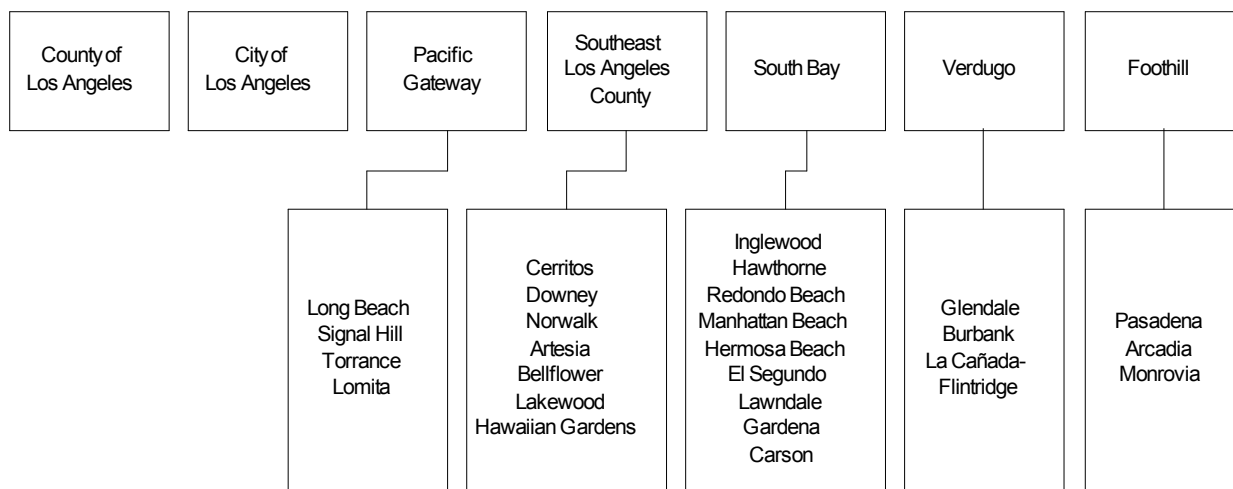 County of
Los Angeles
City of
Los Angeles
Pacific
Gateway
Southeast
Los Angeles
County
South Bay
Verdugo
Foothill
Long Beach
Signal Hill
Torrance
Lomita
Cerritos
Downey
Norwalk
Artesia
Bellflower
Lakewood
Hawaiian Gardens
Inglewood
Hawthorne
Redondo Beach
Manhattan Beach
Hermosa Beach
El Segundo
Lawndale
Gardena
Carson
Glendale
Burbank
La Cañada-
Flintridge
Pasadena
Arcadia
Monrovia